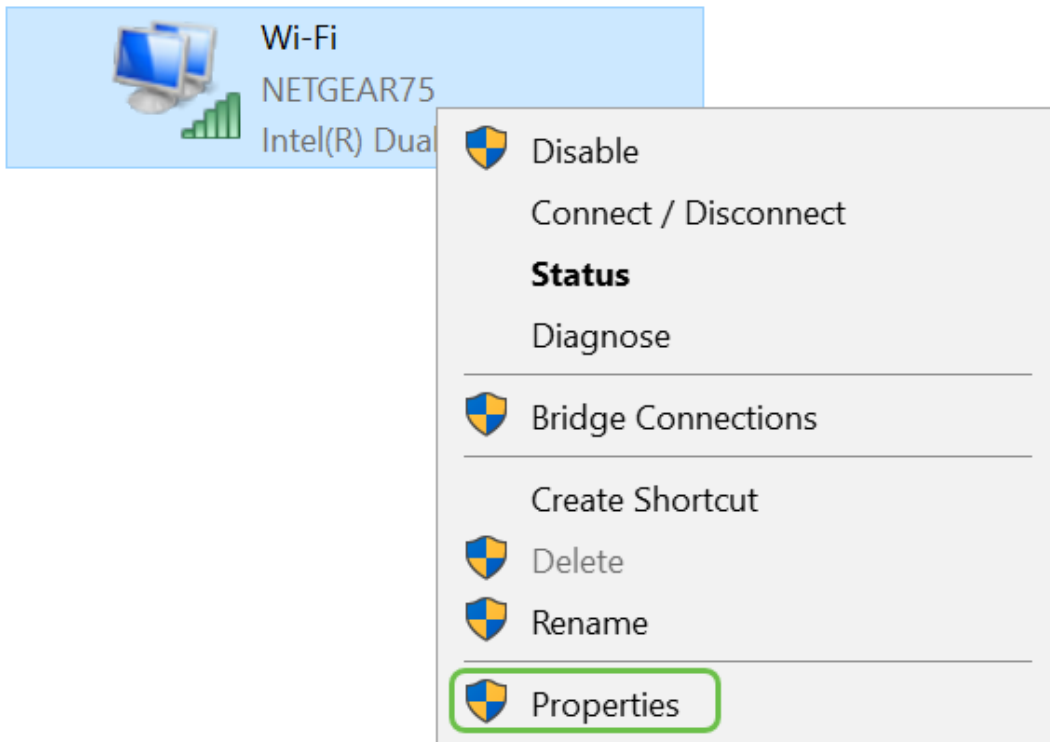 Wi-Fi
NETGEAR75
Intel(R) Dual
Disable
Connect / Disconnect
Status
Diagnose
Bridge Connections
Create Shortcut
Delete
Rename
Properties